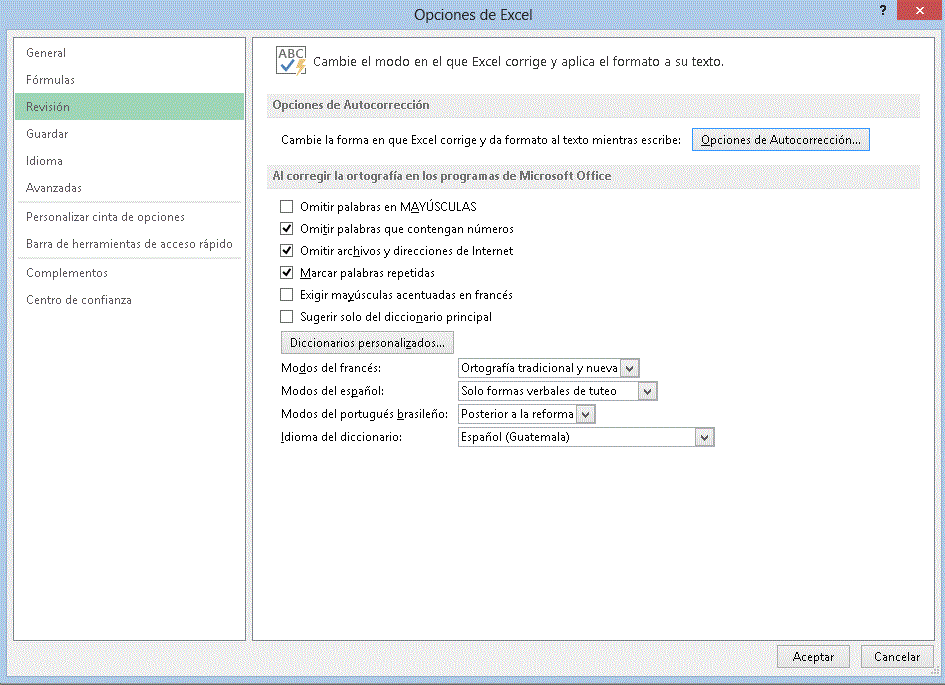 Opciones de Excel
?
General
Fórmulas
Revisión
Guardar
Idioma
Avanzadas
Personalizar cinta de opciones
Barra de herramientas de acceso rápido
Complementos
Centro de confianza
ABC
Cambie el modo en el que Excel corrige y aplica el formato a su texto.
Opciones de Autocorrección
Cambie la forma en que Excel corrige y da formato al texto mientras escribe: Opciones de Autocorrección...
Al corregir la ortografía en los programas de Microsoft Office
Omitir palabras en MAYÚSCULAS
Omitir palabras que contengan números
Omitir archivos y direcciones de Internet
Marcar palabras repetidas
Exigir mayúsculas acentuadas en francés
Sugerir solo del diccionario principal
Diccionarios personalizados...
Modos del francés: Ortografía tradicional y nueva
Modos del español: Solo formas verbales de tuteo
Modos del portugués brasileño: Posterior a la reforma
Idioma del diccionario: Español (Guatemala)
Aceptar Cancelar